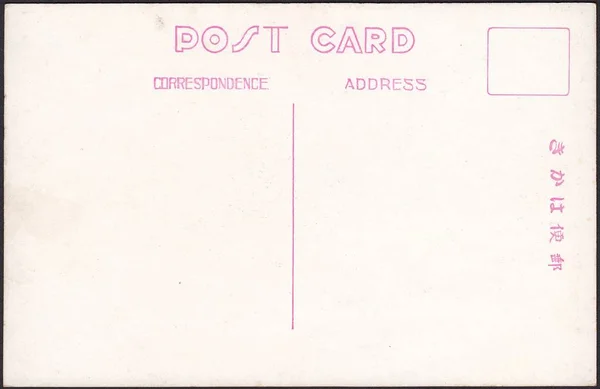 POST CARD
CORRESPONDENCE
ADDRESS
郵便はかき